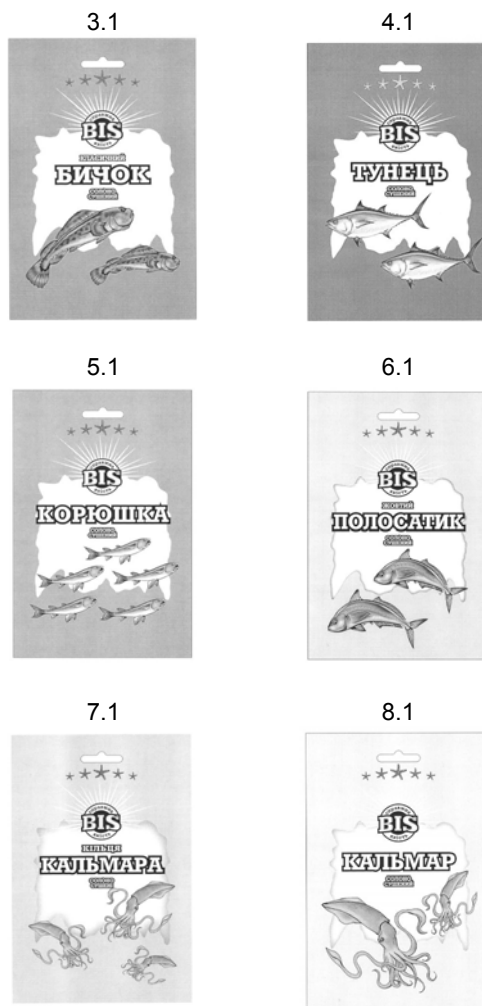 3.1
BIS
КЛАСИЧНИЙ
БИЧОК
СОЛОНО
СУШЕНИЙ
4.1
BIS
ТУНЕЦЬ
СОЛОНО
СУШЕНИЙ
5.1
BIS
КОРЮШКА
СОЛОНО
СУШЕНИЙ
6.1
BIS
ЖОВТИЙ
ПОЛОСАТИК
СОЛОНО
СУШЕНИЙ
7.1
BIS
КІЛЬЦЯ
КАЛЬМАРА
СОЛОНО
8.1
BIS
КАЛЬМАР
СОЛОНО
СУШЕНИЙ